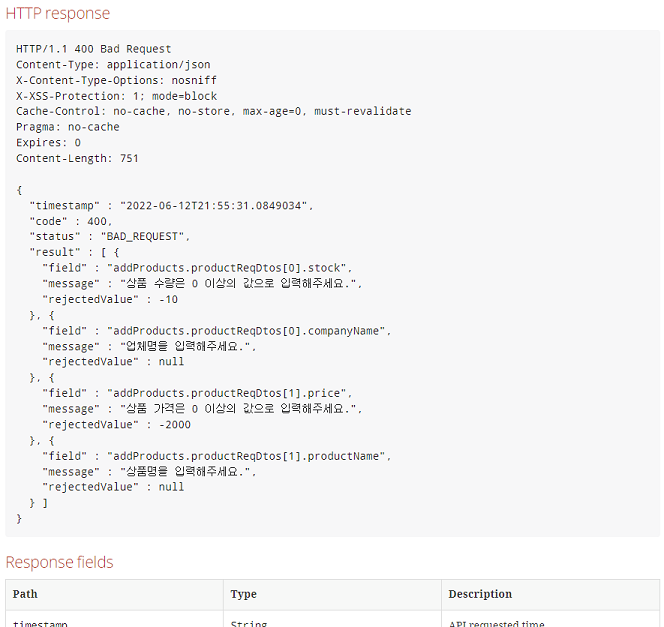 HTTP response
HTTP/1.1 400 Bad Request
Content-Type: application/json
X-Content-Type-Options: nosniff
X-XSS-Protection: 1; mode=block
Cache-Control: no-cache, no-store, max-age=0, must-revalidate
Pragma: no-cache
Expires: 0
Content-Length: 751
{
"timestamp" : "2022-06-12T21:55:31.0849034",
"code" : 400,
"status" : "BAD_REQUEST",
"result" : [ {
"field" : "addProducts.productReqDtos[0].stock",
"message" : "상품 수량은 0 이상의 값으로 입력해주세요.",
"rejectedValue" : -10
}, {
"field" : "addProducts.productReqDtos[0].companyName",
"message" : "업체명을 입력해주세요.",
"rejectedValue" : null
}, {
"field" : "addProducts.productReqDtos[1].price",
"message" : "상품 가격은 0 이상의 값으로 입력해주세요.",
"rejectedValue" : -2000
}, {
"field" : "addProducts.productReqDtos[1].productName",
"message" : "상품명을 입력해주세요.",
"rejectedValue" : null
} ]
}
Response fields
Path Type Description
timestamp String API requested time